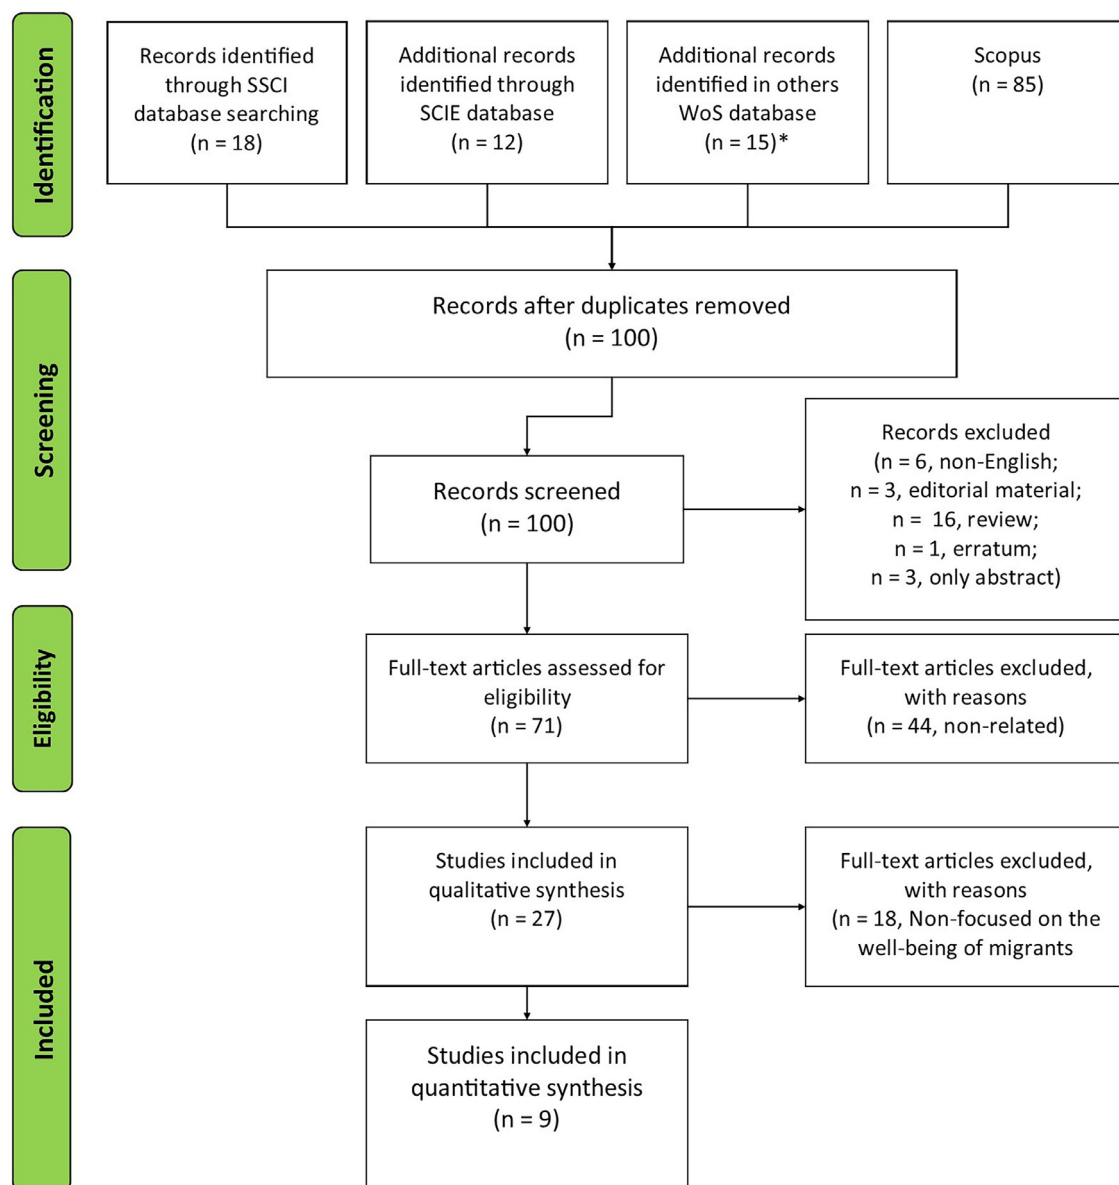 Identification
Records identified
through SSCI
database searching
(n = 18)
Additional records
identified through
SCIE database
(n = 12)
Additional records
identified in others
WoS database
(n = 15)*
Scopus
(n = 85)
Screening
Records after duplicates removed
(n = 100)
Records screened
(n = 100)
Records excluded
(n = 6, non-English;
n = 3, editorial material;
n =  16, review;
n = 1, erratum;
n = 3, only abstract)
Eligibility
Full-text articles assessed for
eligibility
(n = 71)
Full-text articles excluded,
with reasons
(n = 44, non-related)
Included
Studies included in
qualitative synthesis
(n = 27)
Full-text articles excluded,
with reasons
(n = 18, Non-focused on the
well-being of migrants
Studies included in
quantitative synthesis
(n = 9)